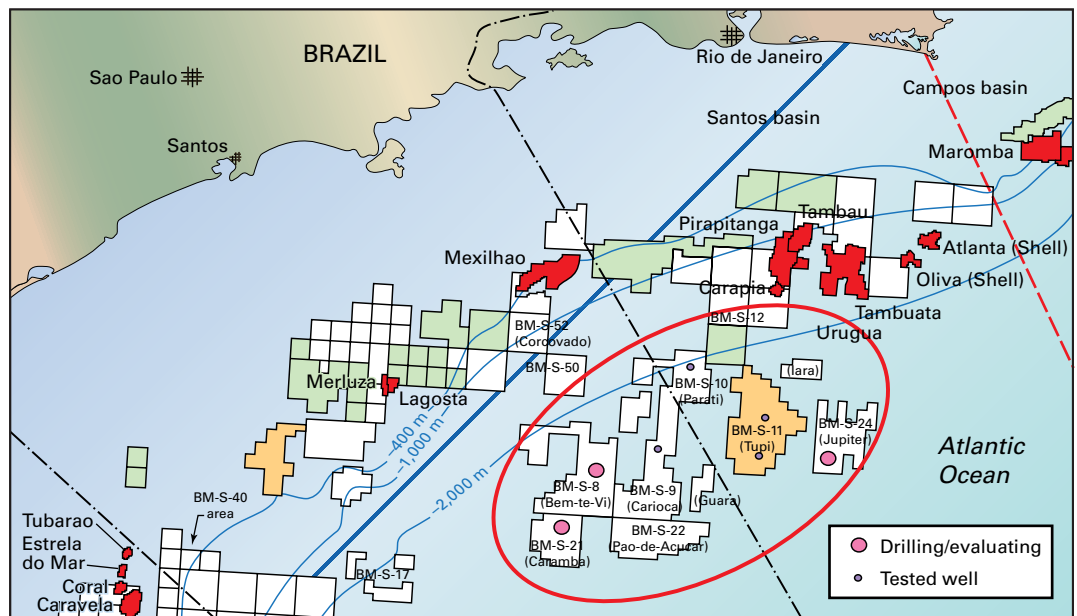 BRAZIL
Sao Paulo
Rio de Janeiro
Santos
Campos basin
Santos basin
Maromba
Tambau
Pirapitanga
Mexilhao
Atlanta (Shell)
Oliva (Shell)
Carapia
Tambuata
Urugua
BM-S-12
BM-S-52
(Corcovado)
BM-S-50
(Iara)
BM-S-10
(Parati)
Merluza
Lagosta
BM-S-11
(Tupi)
BM-S-24
(Jupiter)
Atlantic
Ocean
–400 m
–1,000 m
–2,000 m
BM-S-8
(Bem-te-Vi)
BM-S-9
(Carioca)
(Guara)
BM-S-40
area
BM-S-22
(Pao-de-Acucar)
BM-S-21
(Caramba)
BM-S-17
Tubarao
Estrela
do Mar
Coral
Caravela
Drilling/evaluating
Tested well